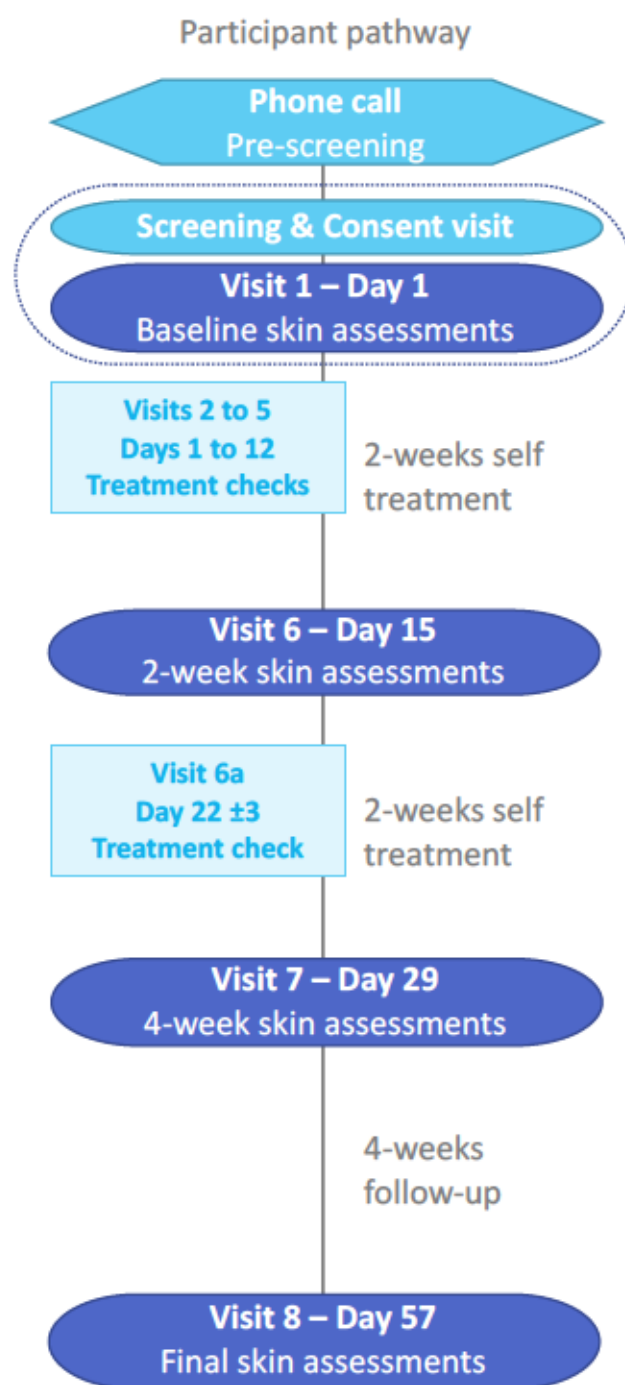 Participant pathway
Phone call
Pre-screening
Screening & Consent visit
Visit 1 – Day 1
Baseline skin assessments
Visits 2 to 5
Days 1 to 12
Treatment checks
2-weeks self
treatment
Visit 6 – Day 15
2-week skin assessments
Visit 6a
Day 22 ±3
Treatment check
2-weeks self
treatment
Visit 7 – Day 29
4-week skin assessments
4-weeks
follow-up
Visit 8 – Day 57
Final skin assessments